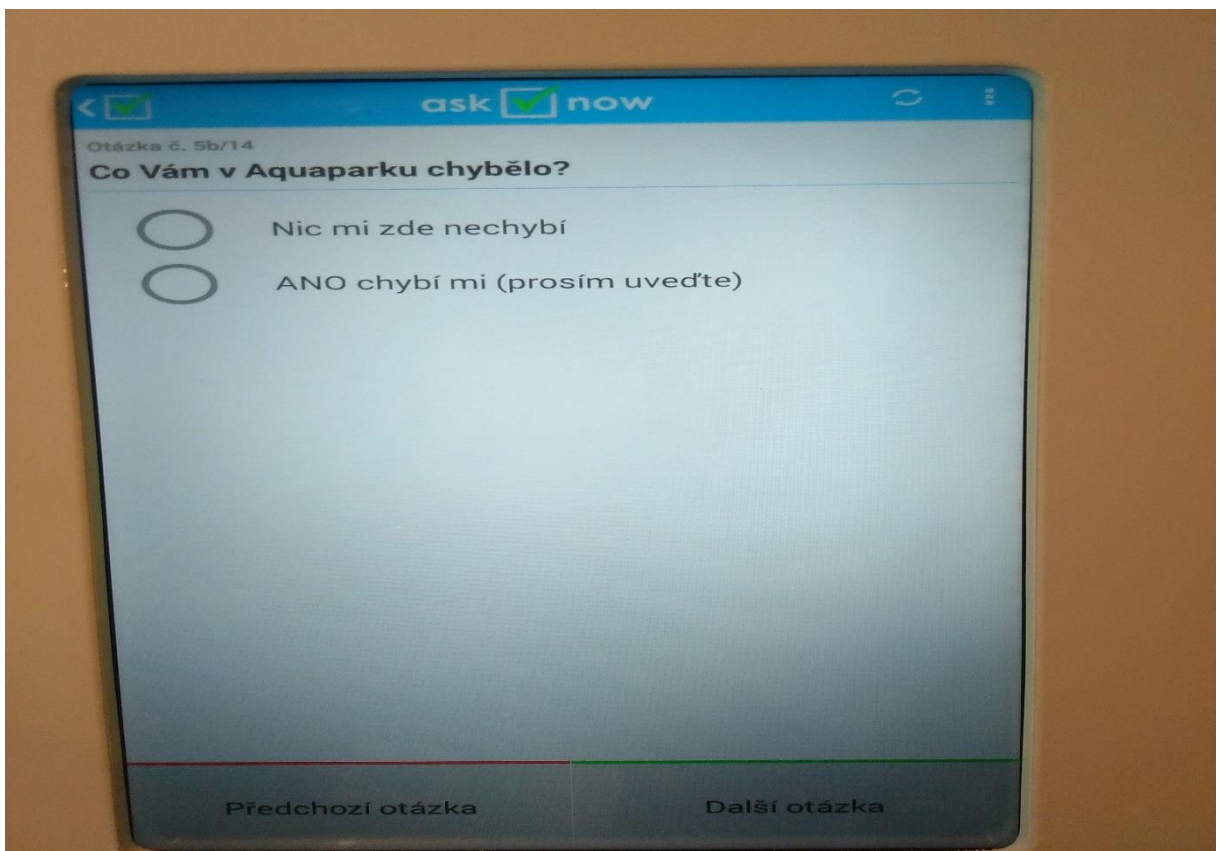 ask now
Otázka č. 5b/14
Co Vám v Aquaparku chybělo?
Nic mi zde nechybí
ANO chybí mi (prosím uveďte)
Předchozí otázka
Další otázka